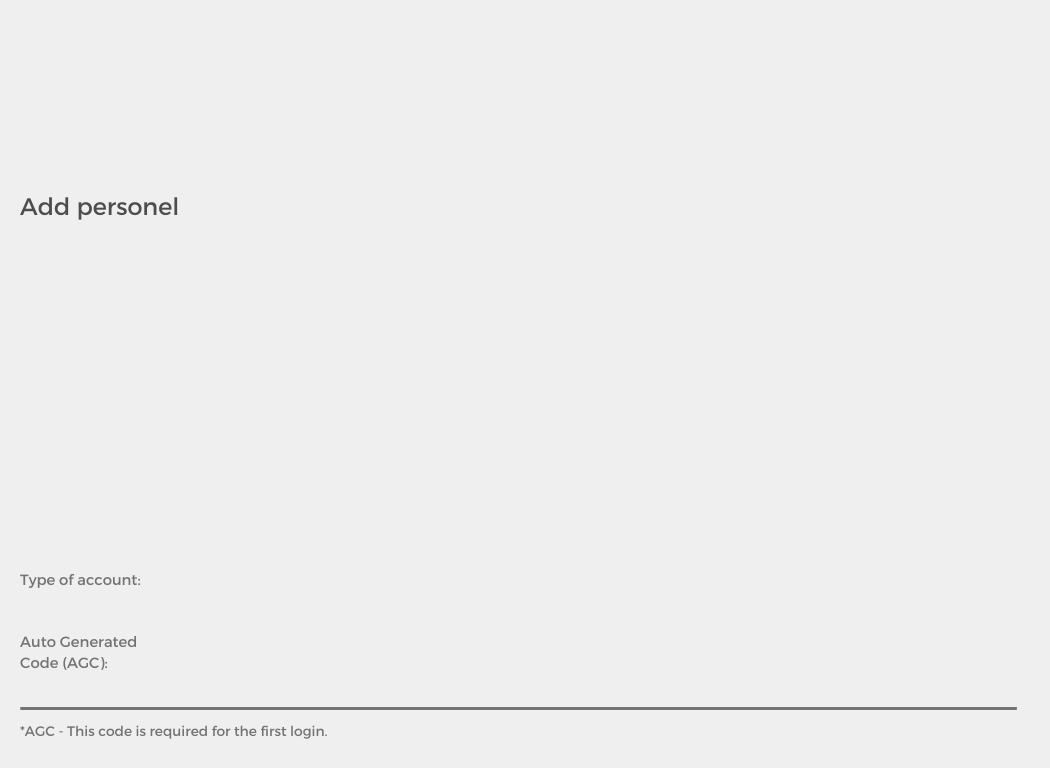 Add personel
Type of account:
Auto Generated
Code (AGC):
*AGC - This code is required for the first login.